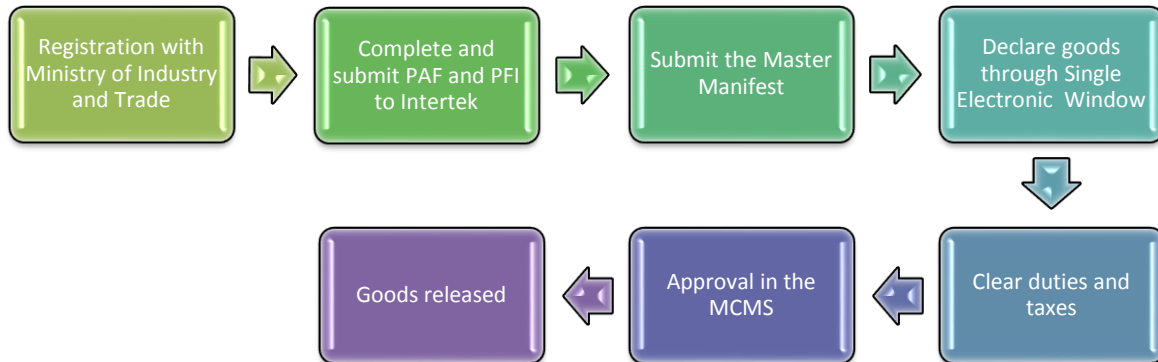 Registration with
Ministry of Industry
and Trade
Complete and
submit PAF and PFI
to Intertek
Submit the Master
Manifest
Declare goods
through Single
Electronic Window
Clear duties and
taxes
Approval in the
MCMS
Goods released